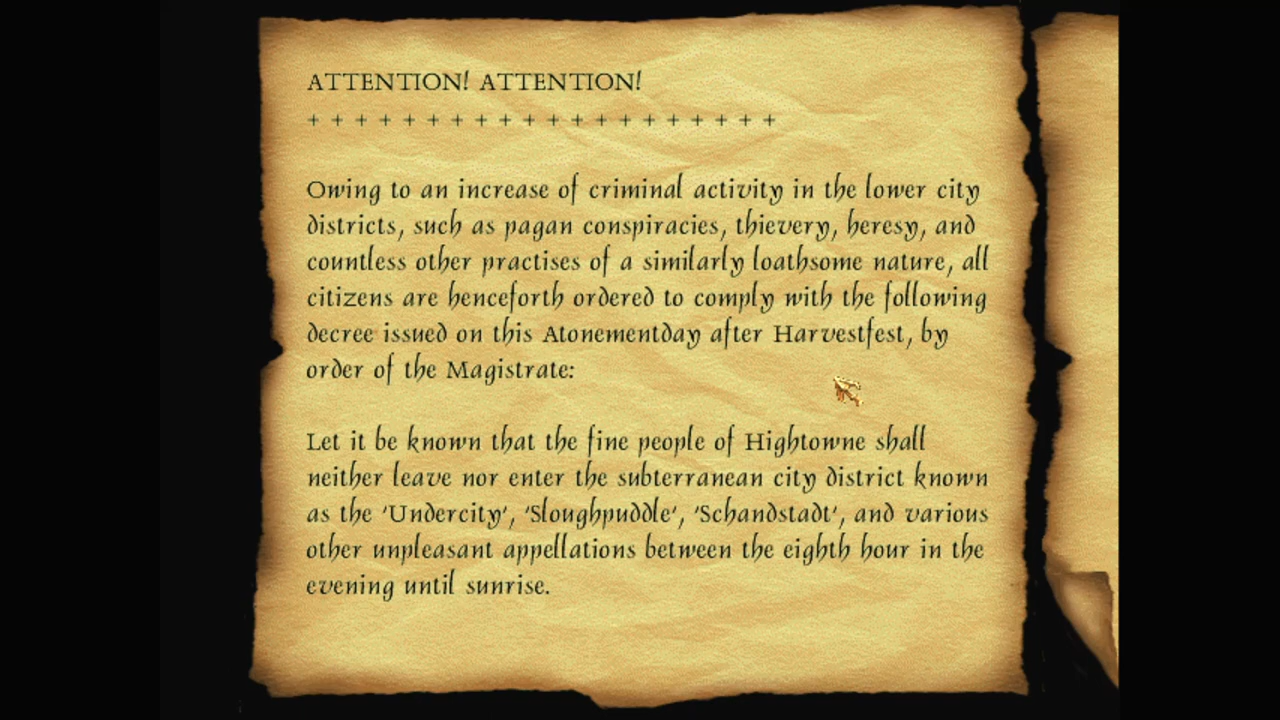 ATTENTION! ATTENTION!
+ + + + + + + + + + + + + + + + + + + +
Owing to an increase of criminal activity in the lower city
districts, such as pagan conspiracies, thievery, heresy, and
countless other practises of a similarly loathsome nature, all
citizens are henceforth ordered to comply with the following
decree issued on this Atonementday after Harvestfest, by
order of the Magistrate:
Let it be known that the fine people of Hightowne shall
neither leave nor enter the subterranean city district known
as the 'Undercity', 'Sloughpuddle', 'Schandstadt', and various
other unpleasant appellations between the eighth hour in the
evening until sunrise.